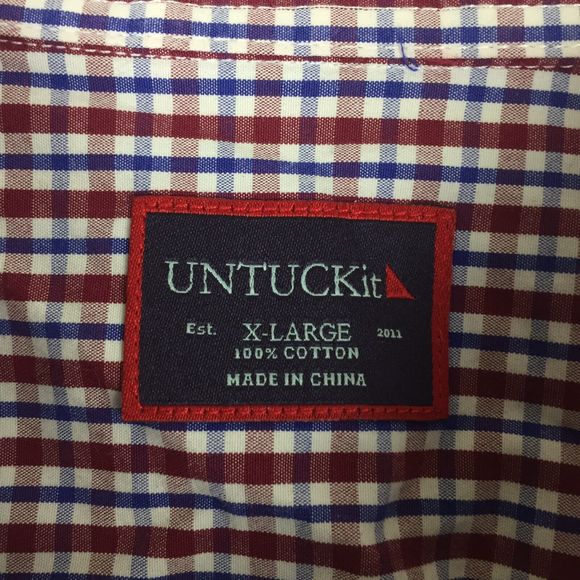 UNTUCKit
Est. X-LARGE 2011
100% COTTON
MADE IN CHINA